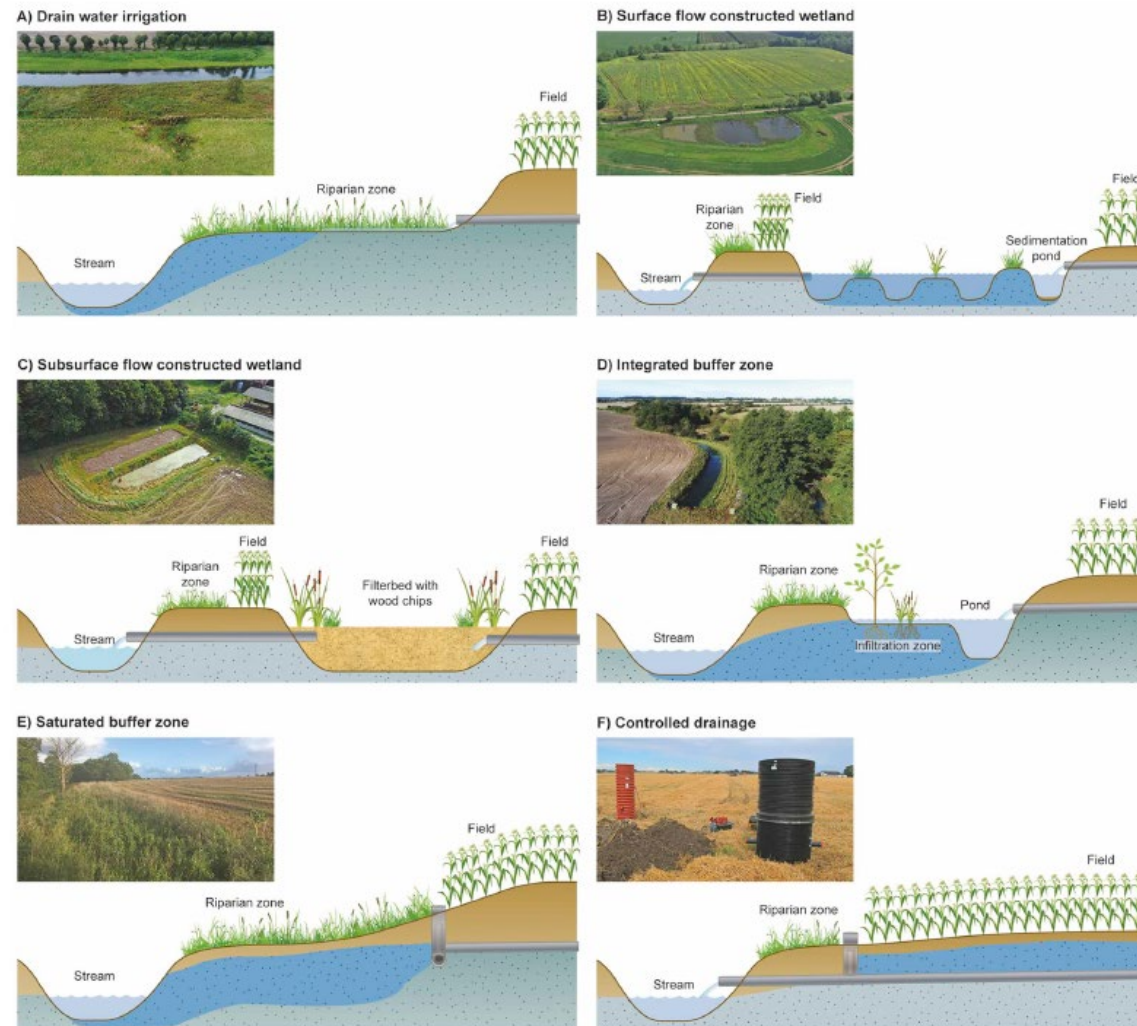 A) Drain water irrigation
Field
Riparian zone
Stream
B) Surface flow constructed wetland
Field
Riparian
zone
Field
Sedimentation
pond
Stream
C) Subsurface flow constructed wetland
Field
Field
Riparian
zone
Filterbed with
wood chips
Stream
D) Integrated buffer zone
Field
Riparian zone
Pond
Stream
Infiltration zone
E) Saturated buffer zone
Field
Riparian zone
Stream
F) Controlled drainage
Field
Riparian zone
Stream